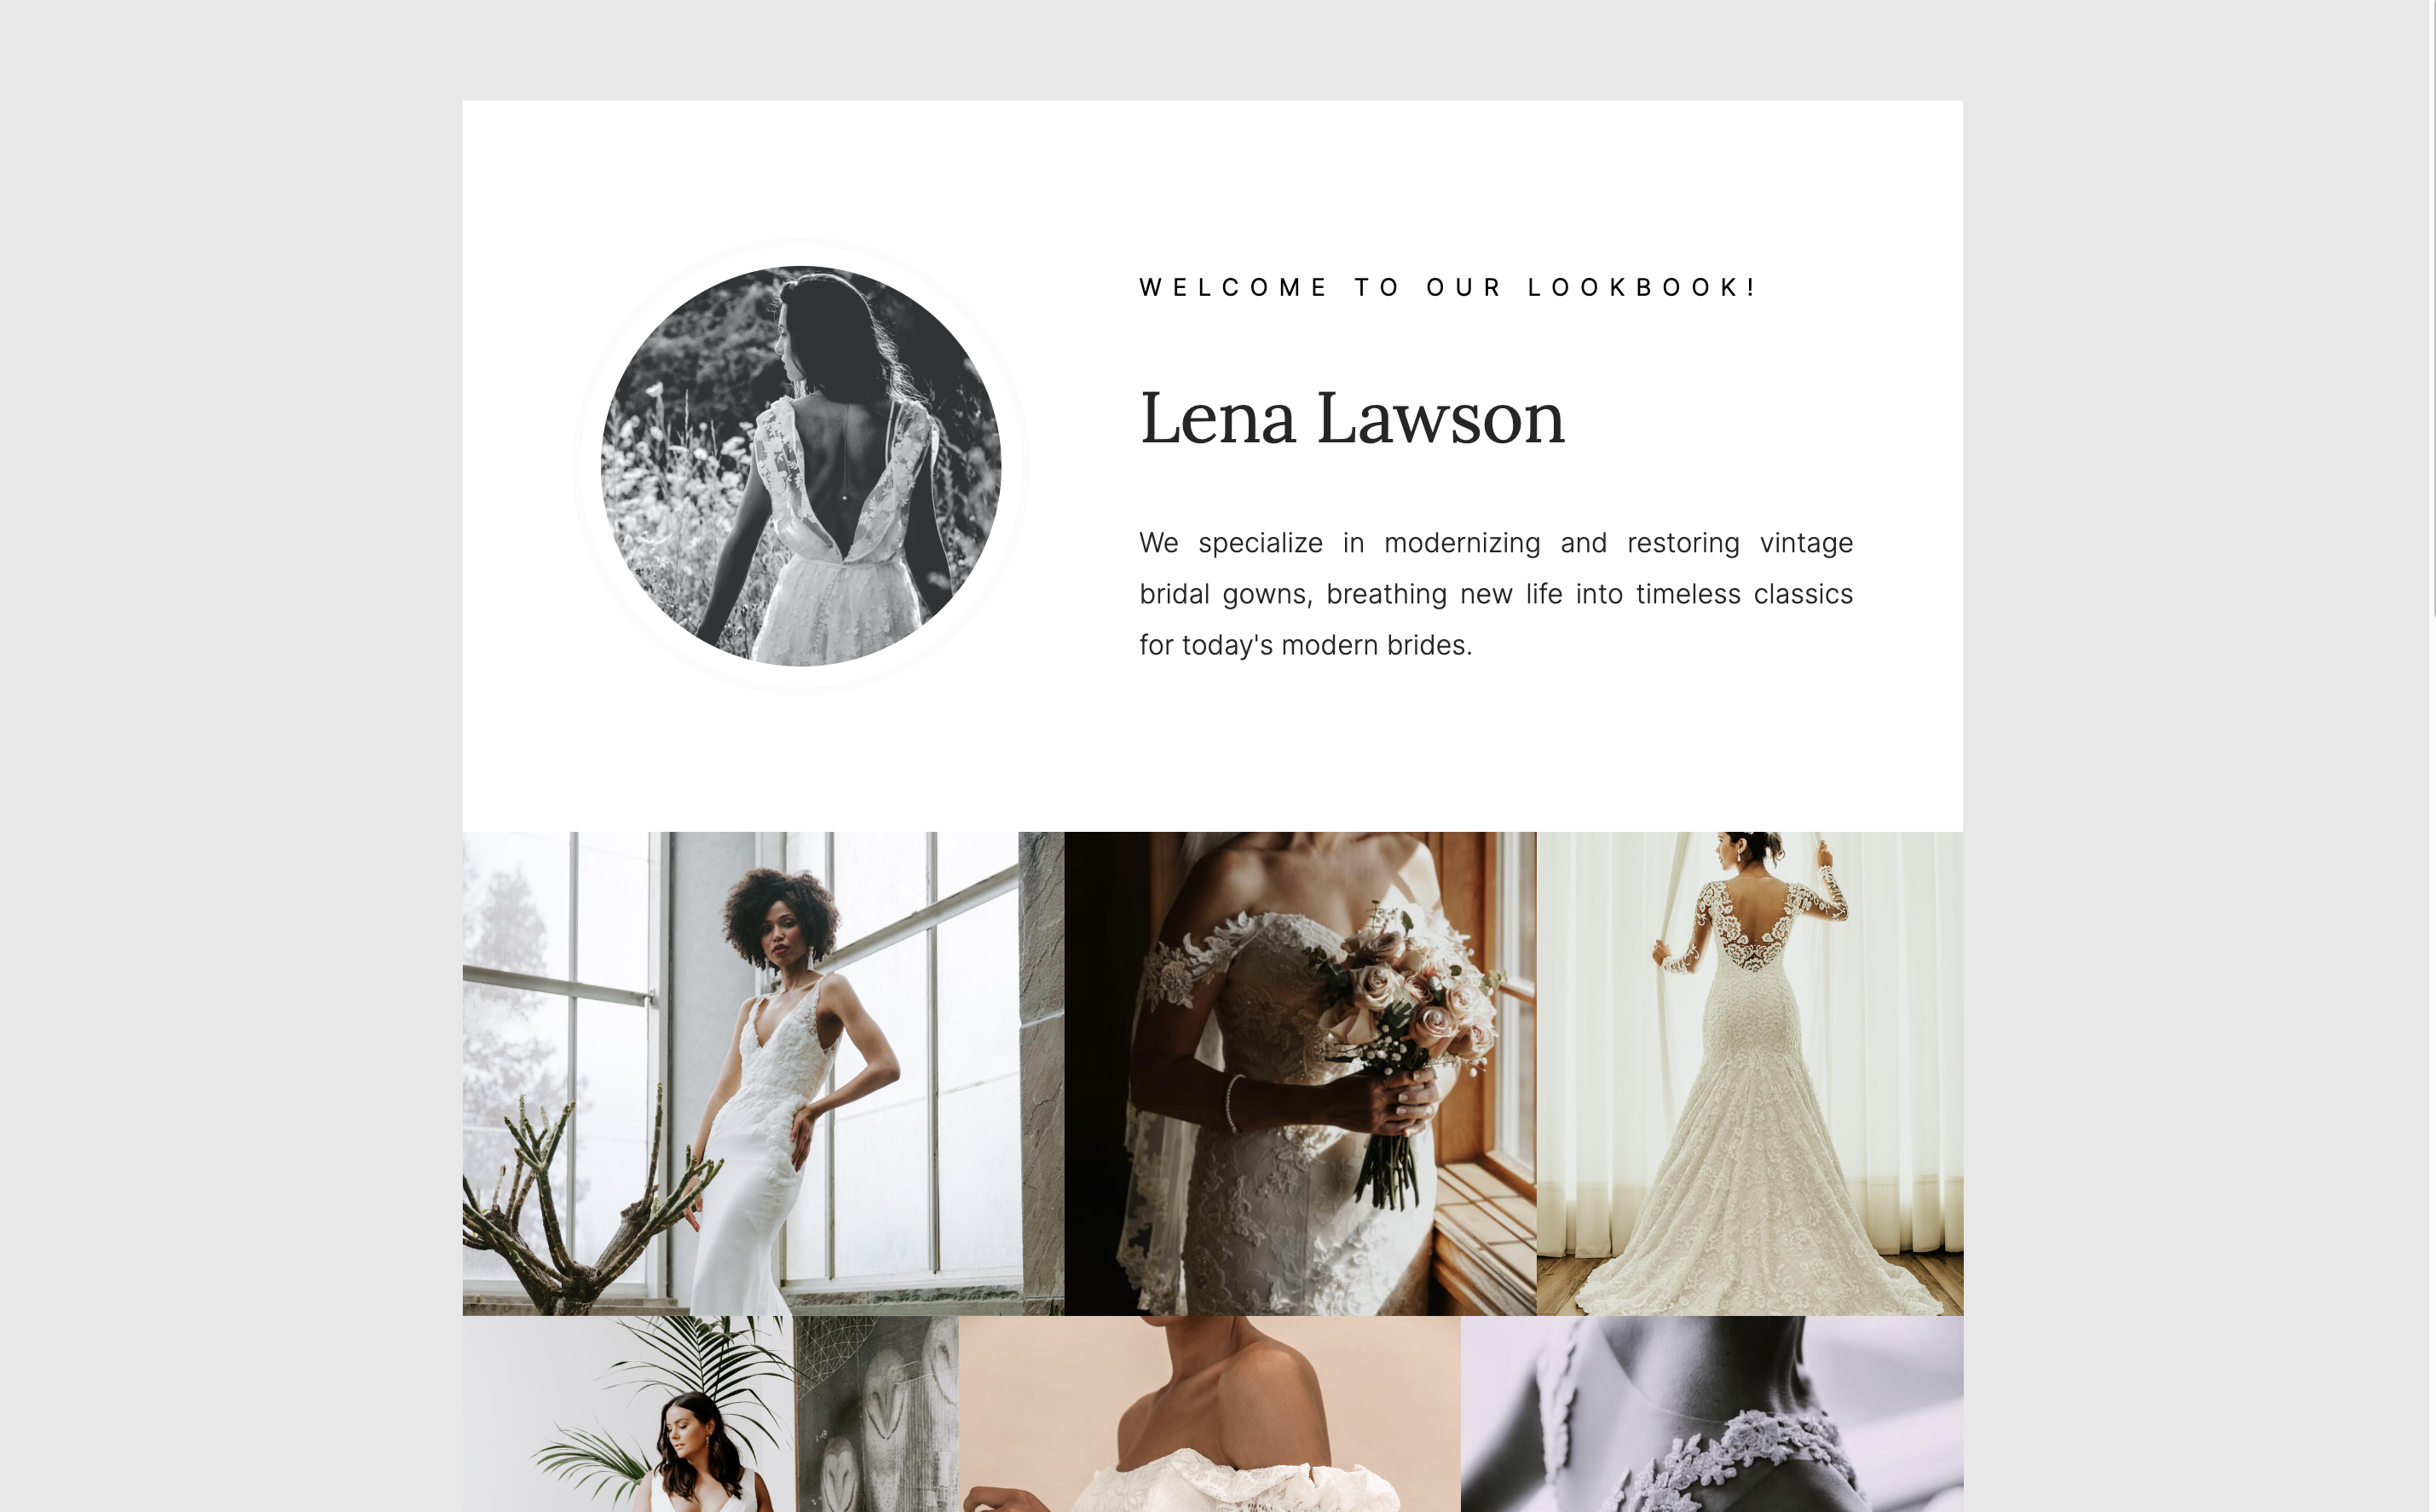 WELCOME TO OUR LOOKBOOK!
Lena Lawson
We specialize in modernizing and restoring vintage
bridal gowns, breathing new life into timeless classics
for today's modern brides.